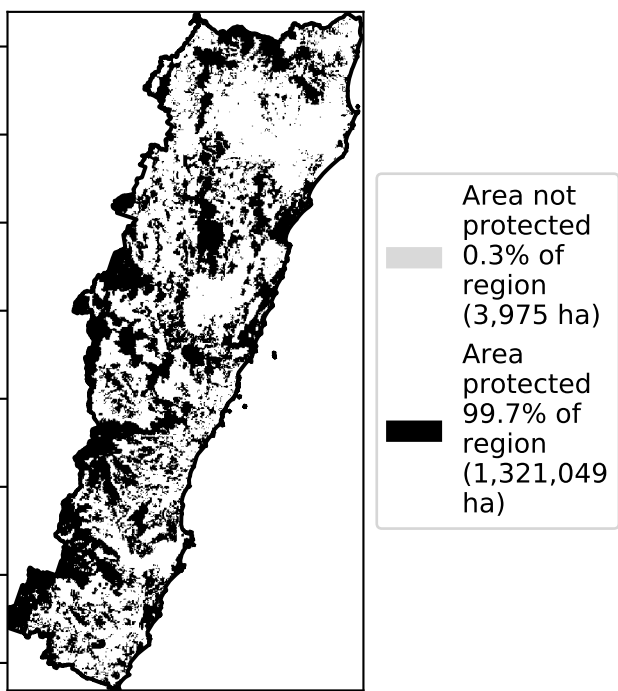 Area not
protected
0.3% of
region
(3,975 ha)
Area
protected
99.7% of
region
(1,321,049
ha)